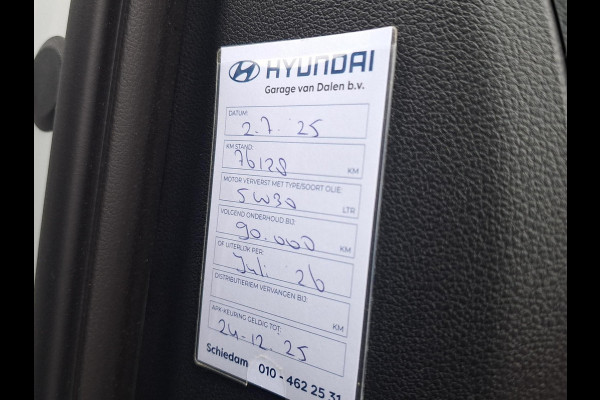 HYUNDAI
Garage van Dalen b.v.
DATUM:
2.7.25
KM STAND:
76128 KM
MOTOR VERVERST MET TYPE/SOORT OLIE:
5W30 LTR
VOLGEND ONDERHOUD BIJ:
90.000 KM
OF UITERLIJK PER:
Juli 26
DISTRIBUTIERIEM VERVANGEN BIJ:
KM
APK-KEURING GELDIG TOT:
24-12-25
Schiedam 010 - 462 25 31